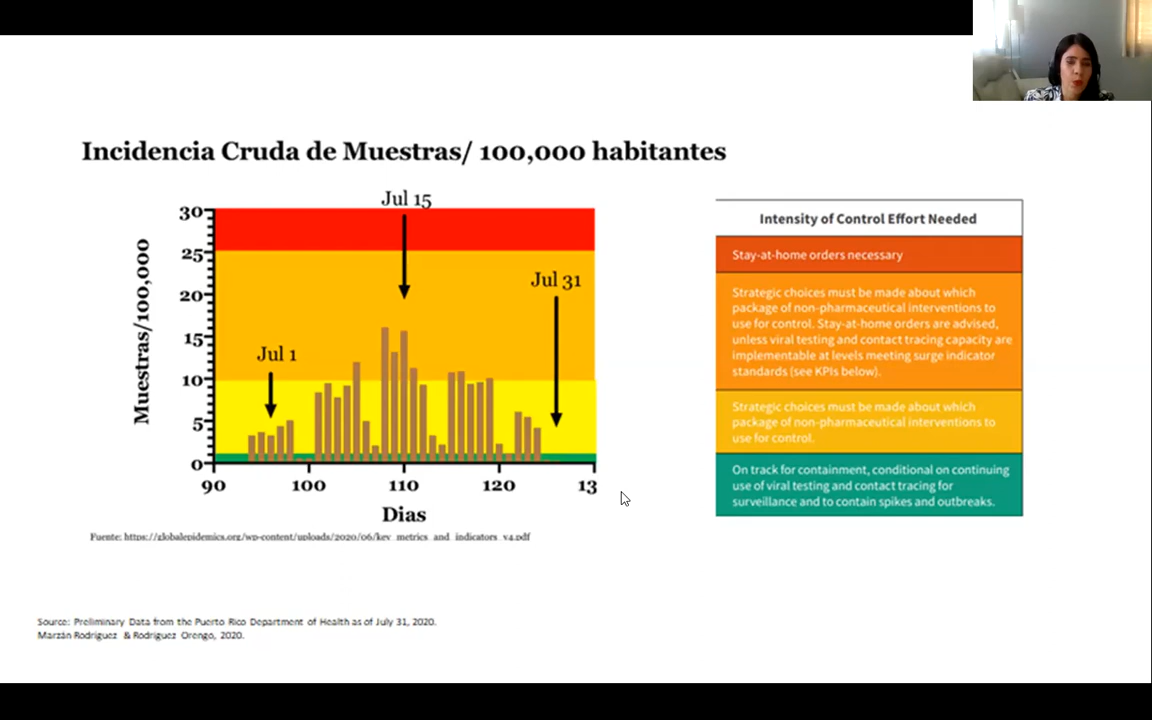 Incidencia Cruda de Muestras/ 100,000 habitantes
Jul 15
Jul 31
Jul 1
Muestras/100,000
30
25
20
15
10
5
0
90 100 110 120 13
Dias
Fuente: https://globalepidemics.org/wp-content/uploads/2020/06/key_metrics_and_indicators_v4.pdf
Intensity of Control Effort Needed
Stay-at-home orders necessary
Strategic choices must be made about which
package of non-pharmaceutical interventions to
use for control. Stay-at-home orders are advised,
unless viral testing and contact tracing capacity are
implementable at levels meeting surge indicator
standards (see KPIs below).
Strategic choices must be made about which
package of non-pharmaceutical interventions to
use for control.
On track for containment, conditional on continuing
use of viral testing and contact tracing for
surveillance and to contain spikes and outbreaks.
Source: Preliminary Data from the Puerto Rico Department of Health as of July 31, 2020.
Marzán Rodriguez & Rodriguez Orengo, 2020.